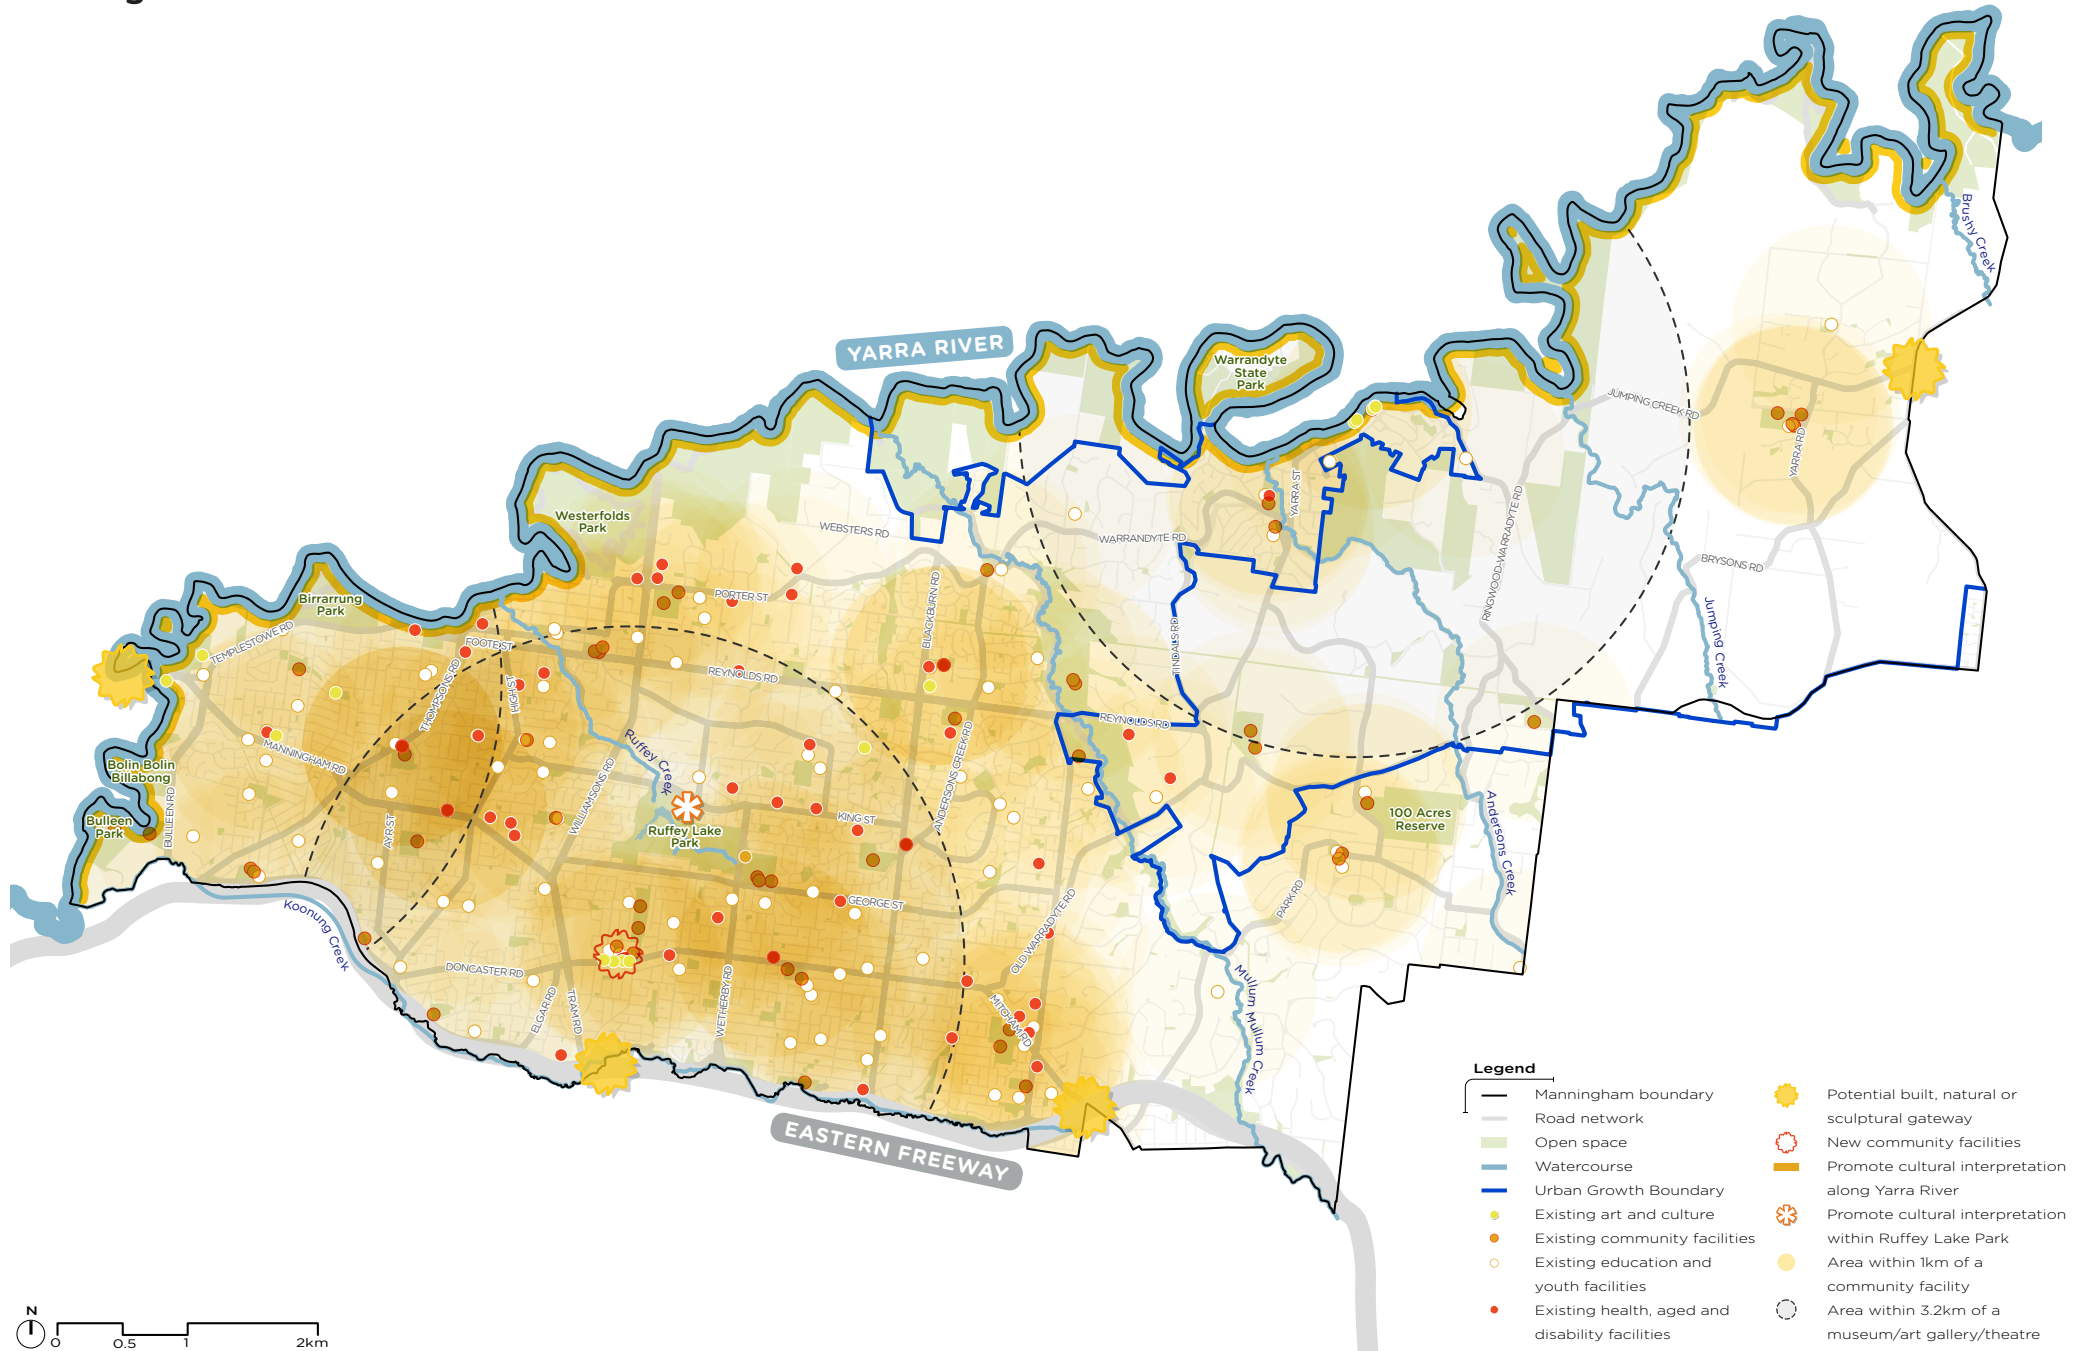 YARRA RIVER
Warrandyte
State
Park
Brushy Creek
JUMPING CREEK RD
YARRA RD
Westerfolds
Park
WEBSTERS RD
WARRANDYTE RD
YARRA ST
RINGWOOD-WARRADYTE RD
BRYSONS RD
Birrarrung
Park
TEMPLESTOWE RD
FOOTE ST
PORTER ST
BLACKBURN RD
TINDALS RD
Jumping Creek
THOMPSONS RD
HIGH ST
REYNOLDS RD
REYNOLDS RD
MANNINGHAM RD
Ruffey Creek
ANDERSONS CREEK RD
Bolin Bolin
Billabong
BULLEEN RD
Bulleen
Park
AYR ST
WILLIAMSONS RD
Ruffey Lake
Park
KING ST
100 Acres
Reserve
Andersons Creek
GEORGE ST
PARK RD
OLD WARRADYTE RD
Koonung Creek
DONCASTER RD
ELGAR RD
TRAM RD
WETHERBY RD
MITCHAM RD
Mullum Mullum Creek
EASTERN FREEWAY
Legend
Manningham boundary
Road network
Open space
Watercourse
Urban Growth Boundary
Existing art and culture
Existing community facilities
Existing education and
youth facilities
Existing health, aged and
disability facilities
Potential built, natural or
sculptural gateway
New community facilities
Promote cultural interpretation
along Yarra River
Promote cultural interpretation
within Ruffey Lake Park
Area within 1km of a
community facility
Area within 3.2km of a
museum/art gallery/theatre
N
0 0.5 1 2km